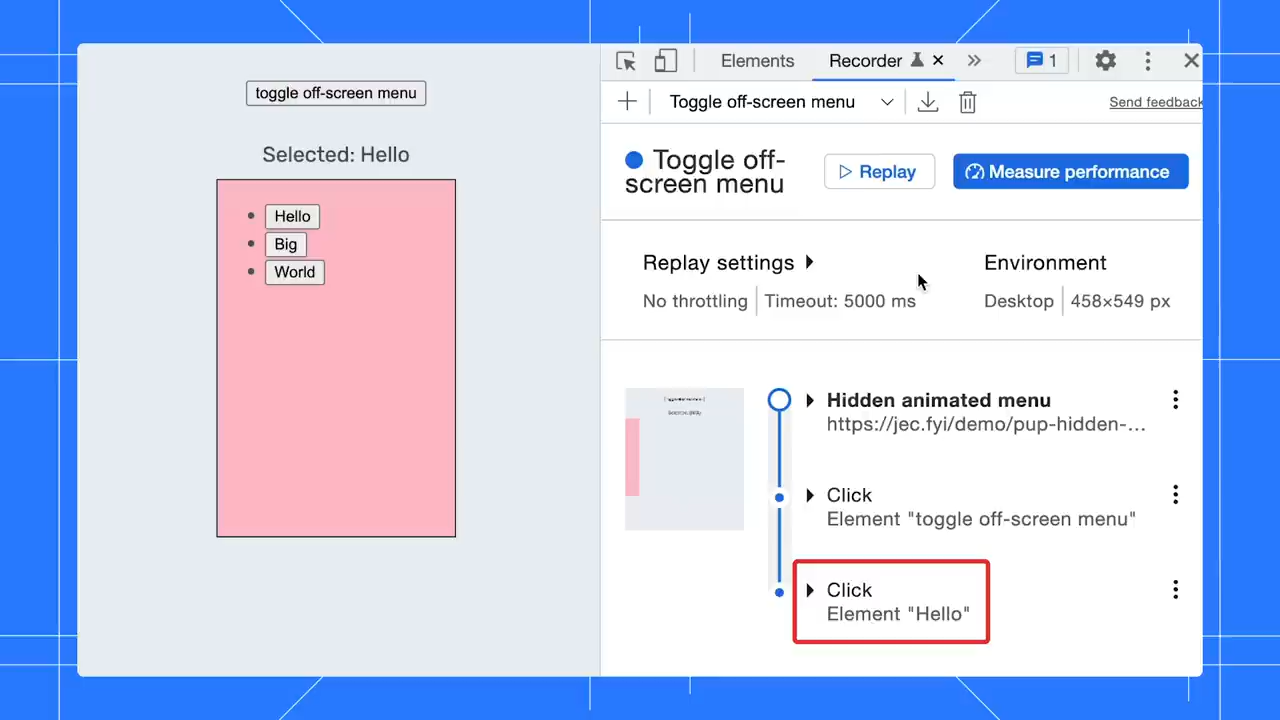 toggle off-screen menu
Selected: Hello
Hello
Big
World
Elements
Recorder
1
Toggle off-screen menu
Send feedback
Toggle off-
screen menu
Replay
Measure performance
Replay settings
No throttling
Timeout: 5000 ms
Environment
Desktop
458×549 px
Hidden animated menu
https://jec.fyi/demo/pup-hidden-...
Click
Element "toggle off-screen menu"
Click
Element "Hello"